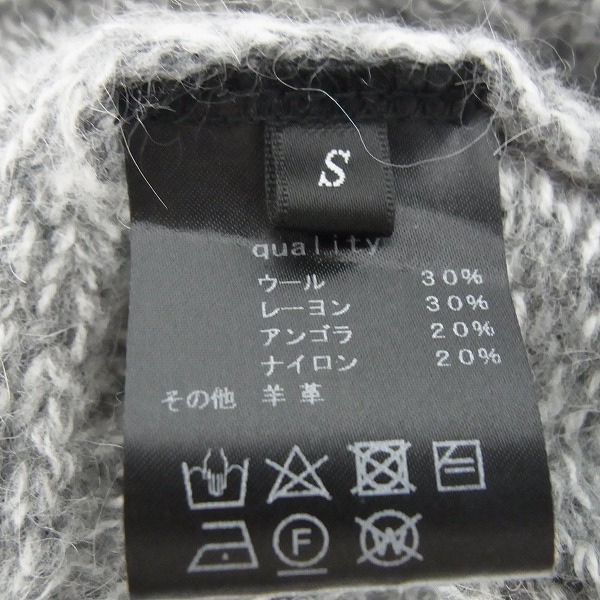 S
quality
ウール 30%
レーヨン 30%
アンゴラ 20%
ナイロン 20%
その他 羊革
F
W